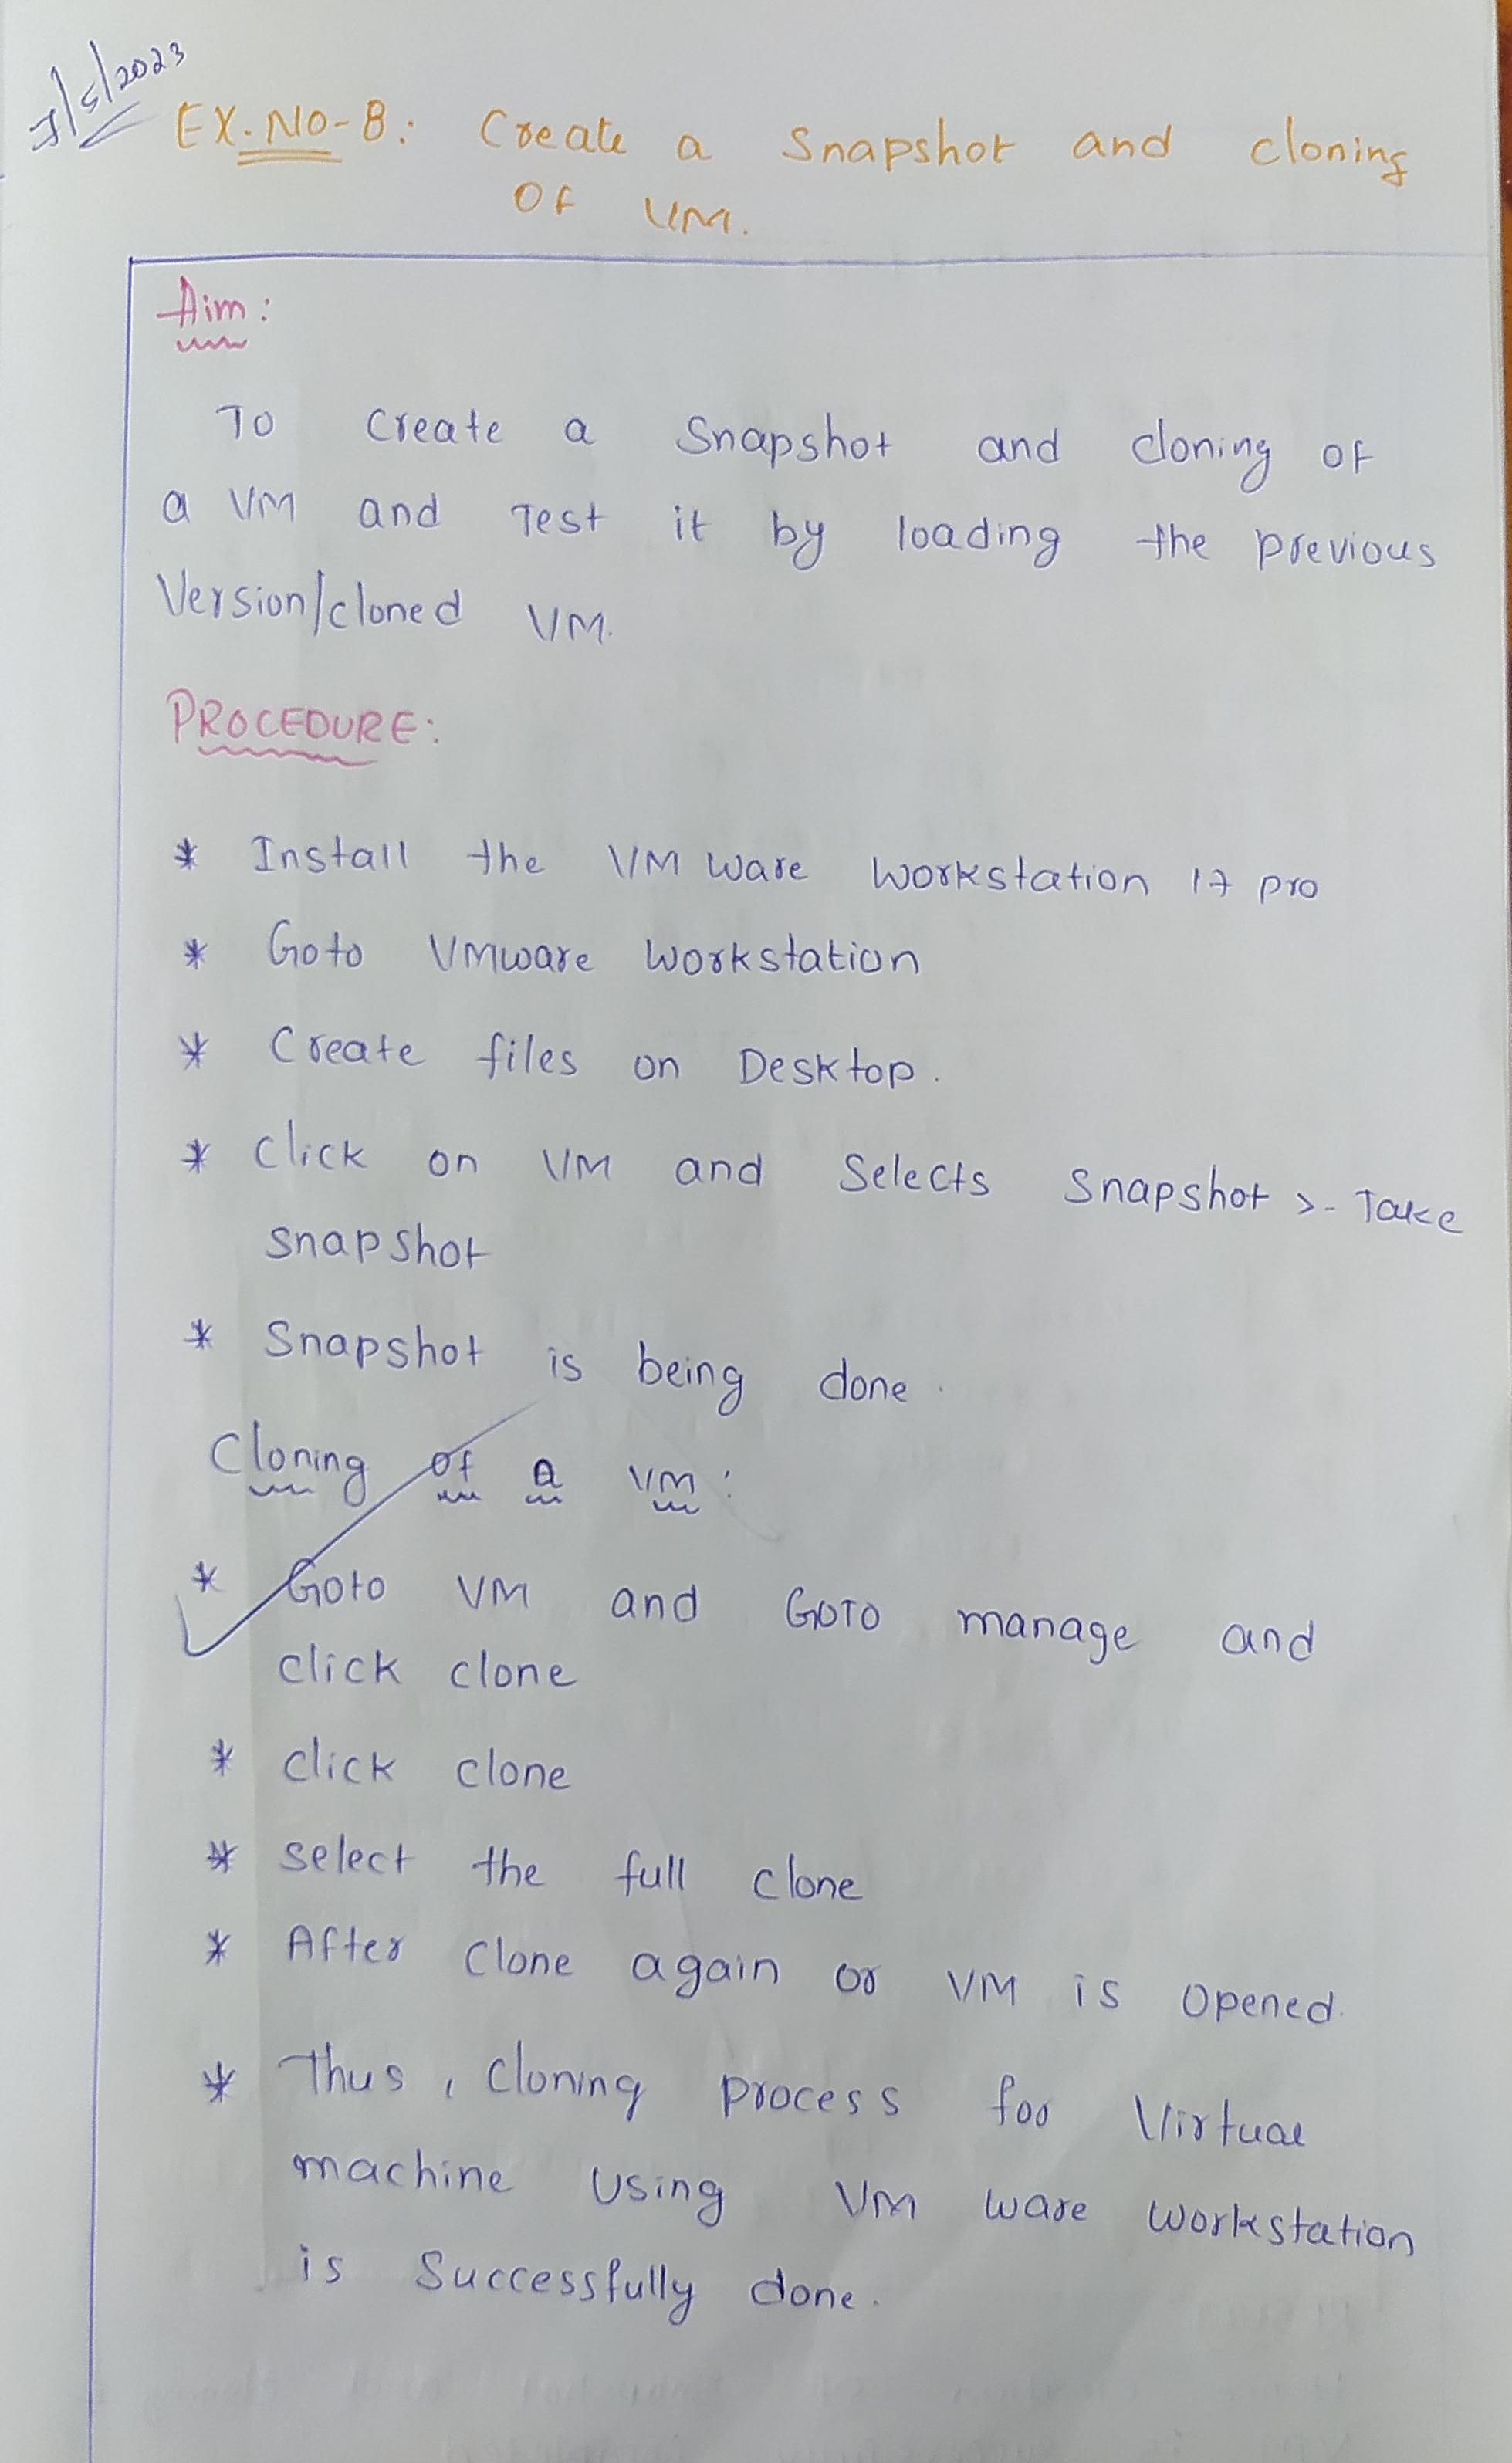 /5/2023
EX.NO-8: Create a Snapshot and cloning
Of VM.
Aim:
To Create a Snapshot and cloning of
a VM and Test it by loading the previous
Version/cloned VM.
PROCEDURE:
* Install the VM Ware Workstation 17 pro
* Goto VMware Workstation
* Create files on Desktop.
* Click on VM and Selects Snapshot >- Take
snapshot
* Snapshot is being done.
Cloning of a VM:
* Goto VM and GOTO manage and
click clone
* click clone
* select the full clone
* After clone again or VM is opened.
* Thus, cloning process for Virtual
machine Using VM ware workstation
is Successfully done.